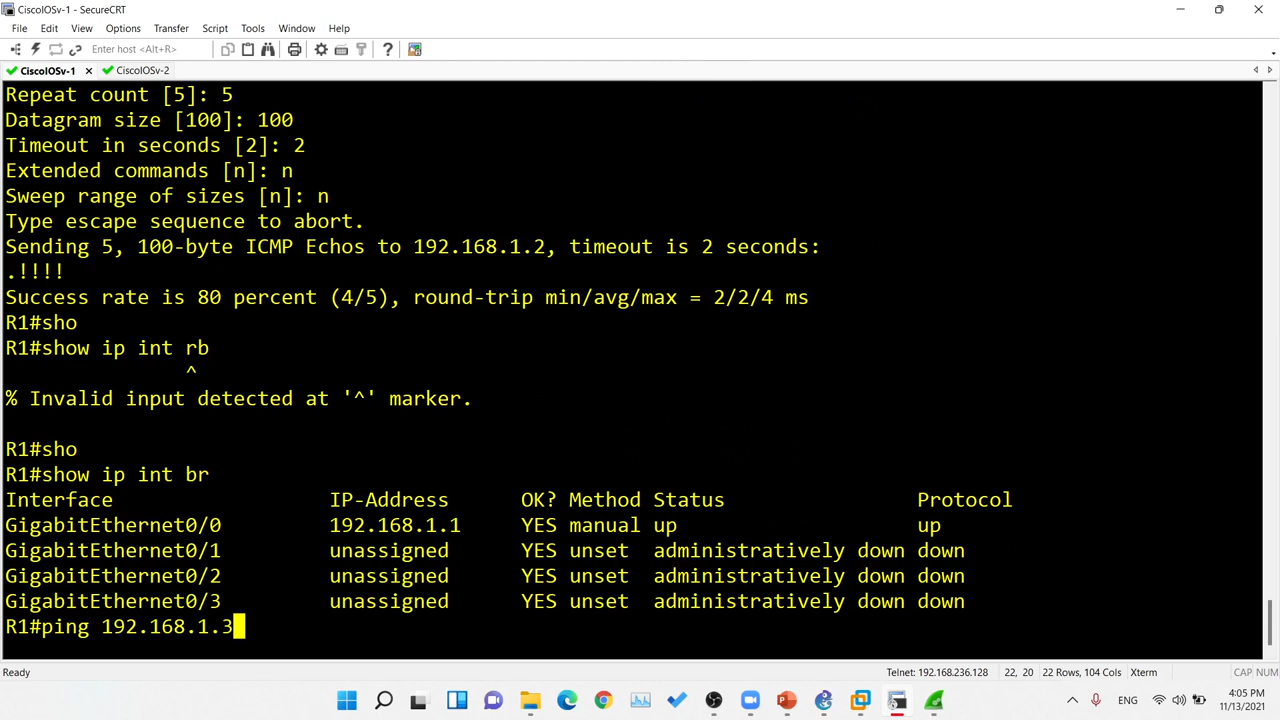 CiscoIOSv-1 - SecureCRT
File Edit View Options Transfer Script Tools Window Help
Enter host <Alt+R>
CiscoIOSv-1 CiscoIOSv-2
Repeat count [5]: 5
Datagram size [100]: 100
Timeout in seconds [2]: 2
Extended commands [n]: n
Sweep range of sizes [n]: n
Type escape sequence to abort.
Sending 5, 100-byte ICMP Echos to 192.168.1.2, timeout is 2 seconds:
.!!!!
Success rate is 80 percent (4/5), round-trip min/avg/max = 2/2/4 ms
R1#sho
R1#show ip int rb
^
% Invalid input detected at '^' marker.
R1#sho
R1#show ip int br
Interface IP-Address OK? Method Status Protocol
GigabitEthernet0/0 192.168.1.1 YES manual up up
GigabitEthernet0/1 unassigned YES unset administratively down down
GigabitEthernet0/2 unassigned YES unset administratively down down
GigabitEthernet0/3 unassigned YES unset administratively down down
R1#ping 192.168.1.3
Ready Telnet: 192.168.236.128 22, 20 22 Rows, 104 Cols Xterm CAP NUM
ENG 4:05 PM
11/13/2021